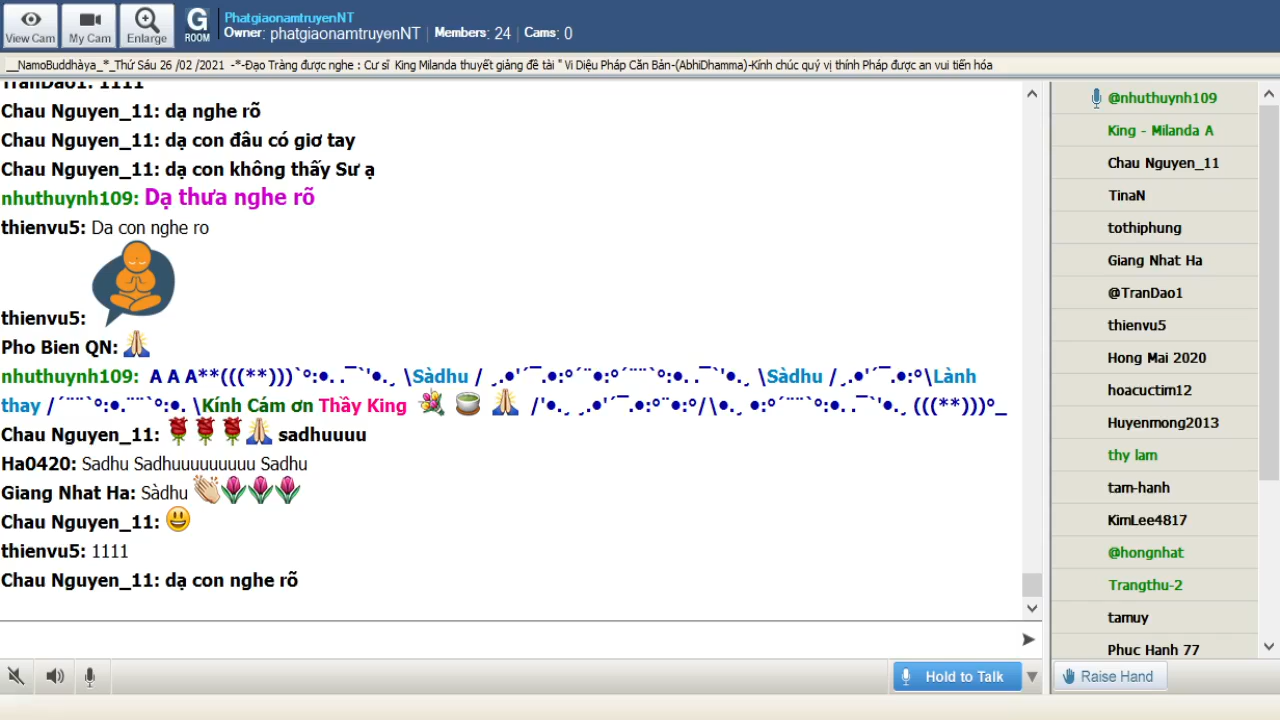 View Cam
My Cam
Enlarge
G
ROOM
PhatgiaonamtruyenNT
Owner: phatgiaonamtruyenNT Members: 24 Cams: 0
__NamoBuddhàya_*_Thứ Sáu 26 /02 /2021 -*-Đạo Tràng được nghe : Cư sĩ King Milanda thuyết giảng đề tài " Vi Diệu Pháp Căn Bản-(AbhiDhamma)-Kính chúc quý vị thính Pháp được an vui tiến hóa
TranDao1: 1111
Chau Nguyen_11: dạ nghe rõ
Chau Nguyen_11: dạ con đâu có giơ tay
Chau Nguyen_11: dạ con không thấy Sư ạ
nhuthuynh109: Dạ thưa nghe rõ
thienvu5: Da con nghe ro
thienvu5:
Pho Bien QN: 🙏
nhuthuynh109: A A A**(((**)))`°:•. .¯`'•.¸ \Sàdhu / ¸.•'´¯.•:°´¨•:°´¨¨`°:•. .¯`'•.¸ \Sàdhu /¸.•'´¯.•:°\Lành
thay /´¨¨`°:•.¨¨`°:•. \Kính Cám ơn Thầy King 💐 🍵 🙏 /'•.¸ ¸.•'´¯.•:°¨•:°/\•.¸ •:°´¨¨`°:•. .¯`'•.¸ (((**)))°_
Chau Nguyen_11: 🌹🌹🌹🙏 sadhuuuu
Ha0420: Sadhu Sadhuuuuuuuuu Sadhu
Giang Nhat Ha: Sàdhu 👏🌷🌷🌷
Chau Nguyen_11: 😃
thienvu5: 1111
Chau Nguyen_11: dạ con nghe rõ
Hold to Talk
@nhuthuynh109
King - Milanda A
Chau Nguyen_11
TinaN
tothiphung
Giang Nhat Ha
@TranDao1
thienvu5
Hong Mai 2020
hoacuctim12
Huyenmong2013
thy lam
tam-hanh
KimLee4817
@hongnhat
Trangthu-2
tamuy
Phuc Hanh 77
Raise Hand